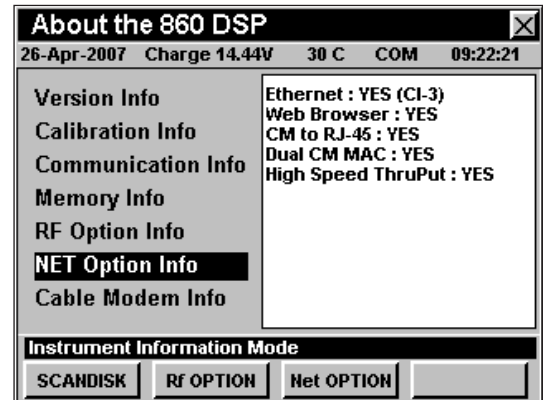 About the 860 DSP
26-Apr-2007 Charge 14.44V 30 C COM 09:22:21
Version Info
Calibration Info
Communication Info
Memory Info
RF Option Info
NET Option Info
Cable Modem Info
Ethernet : YES (CI-3)
Web Browser : YES
CM to RJ-45 : YES
Dual CM MAC : YES
High Speed ThruPut : YES
Instrument Information Mode
SCANDISK Rf OPTION Net OPTION